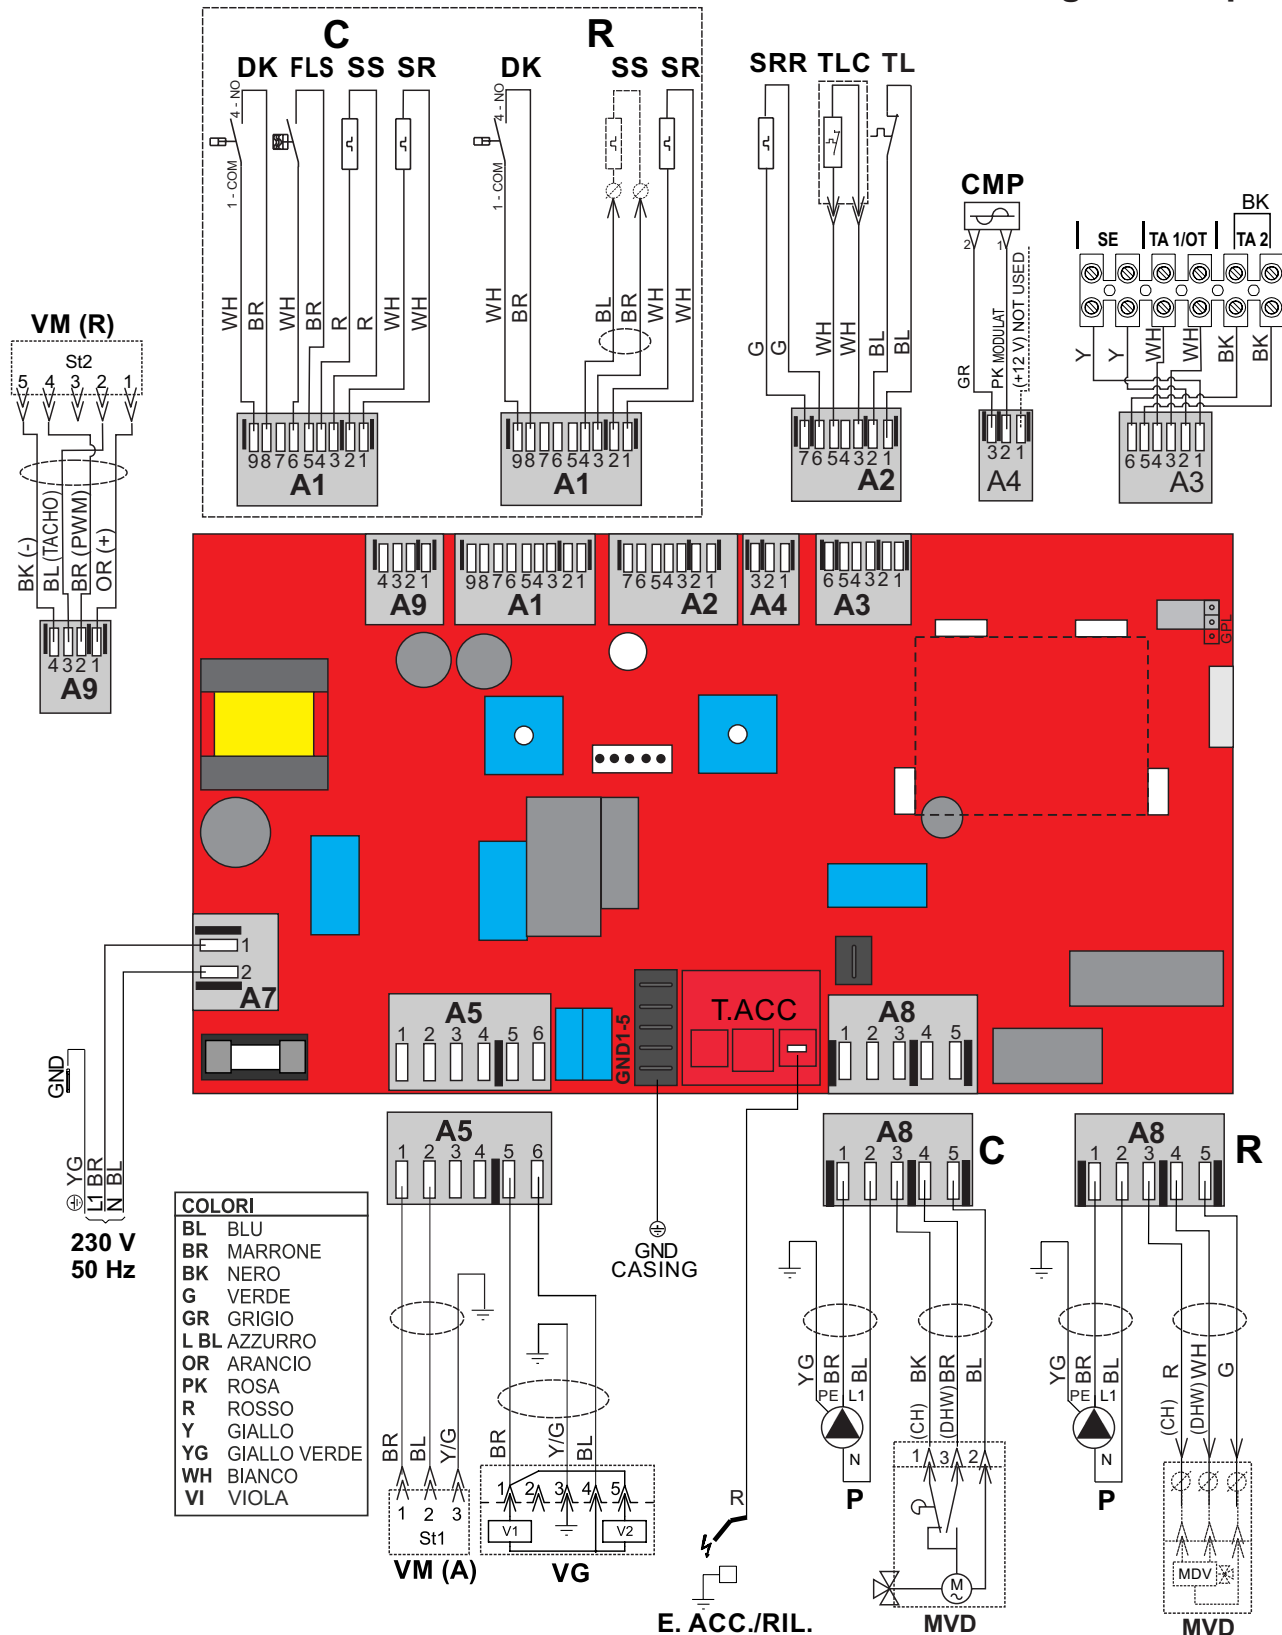 C
R
DK FLS SS SR
DK SS SR
SRR TLC TL
4 - NO
1 - COM
4 - NO
1 - COM
WH
BR
WH
BR
R
R
WH
WH
WH
BR
BL
BR
WH
WH
G
G
WH
WH
BL
BL
CMP
2 1
GR
PK MODULAT
(+12 V) NOT USED
BK
SE TA 1/OT TA 2
Y
Y
WH
WH
BK
BK
9 8 7 6 5 4 3 2 1
A1
9 8 7 6 5 4 3 2 1
A1
7 6 5 4 3 2 1
A2
3 2 1
A4
6 5 4 3 2 1
A3
VM (R)
St2
5 4 3 2 1
BK (-)
BL (TACHO)
BR (PWM)
OR (+)
4 3 2 1
A9
4 3 2 1
A9
9 8 7 6 5 4 3 2 1
A1
7 6 5 4 3 2 1
A2
3 2 1
A4
6 5 4 3 2 1
A3
GPL
1
2
A7
A5
1 2 3 4 5 6
GND1-5
T.ACC
A8
1 2 3 4 5
GND
YG
L1 BR
N BL
230 V
50 Hz
COLORI
BL BLU
BR MARRONE
BK NERO
G VERDE
GR GRIGIO
L BL AZZURRO
OR ARANCIO
PK ROSA
R ROSSO
Y GIALLO
YG GIALLO VERDE
WH BIANCO
VI VIOLA
A5
1 2 3 4 5 6
BR
BL
Y/G
1 2 3
St1
VM (A)
BR
Y/G
BL
1 2 3 4 5
V1 V2
VG
GND
CASING
R
E. ACC./RIL.
A8
1 2 3 4 5
C
YG
BR
BL
PE L1
N
P
(CH) BK
(DHW) BR
BL
1 3 2
M
MVD
A8
1 2 3 4 5
R
YG
BR
BL
PE L1
N
P
(CH) R
(DHW) WH
G
MDV
MVD